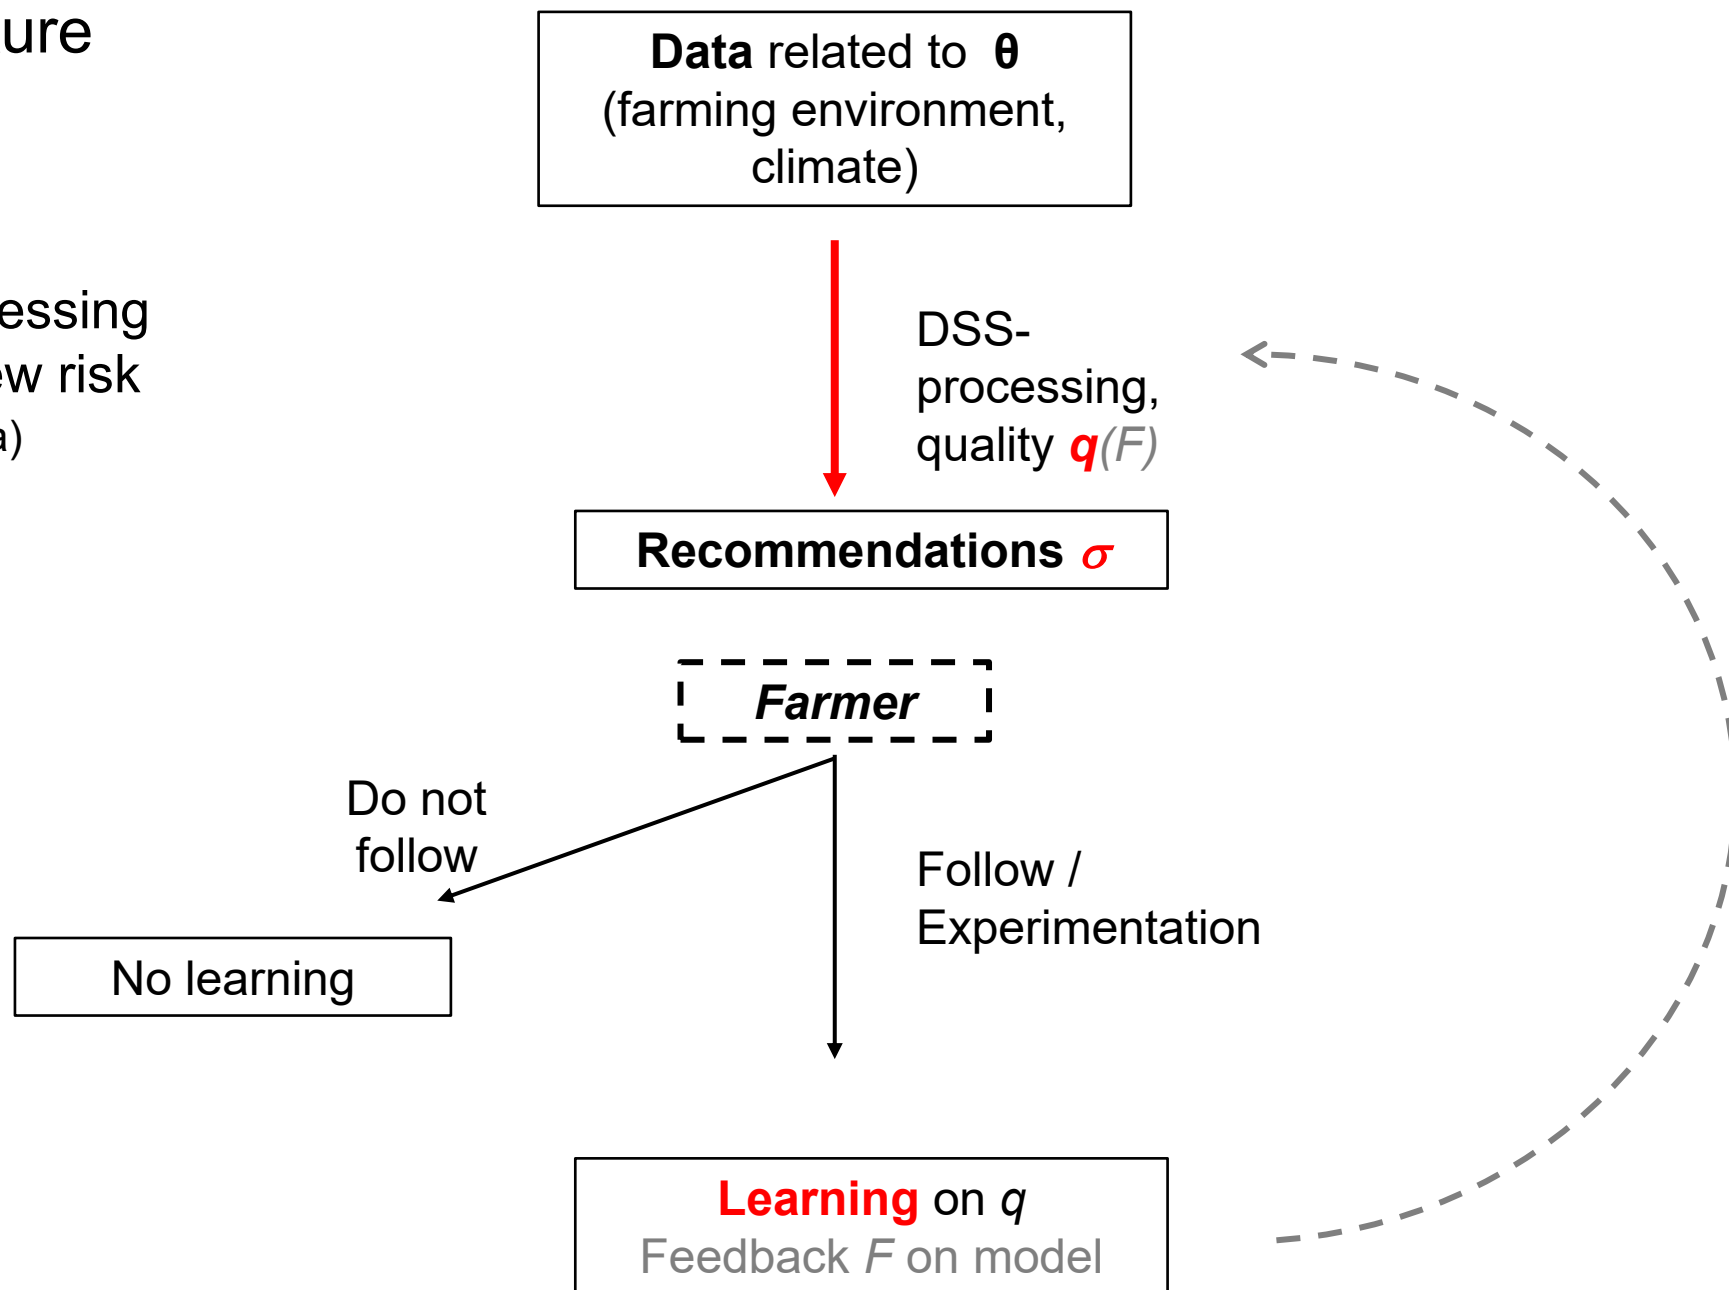 ure
Data related to θ
(farming environment,
climate)
essing
ew risk
a)
DSS-
processing,
quality q(F)
Recommendations σ
Farmer
Do not
follow
Follow /
Experimentation
No learning
Learning on q
Feedback F on model